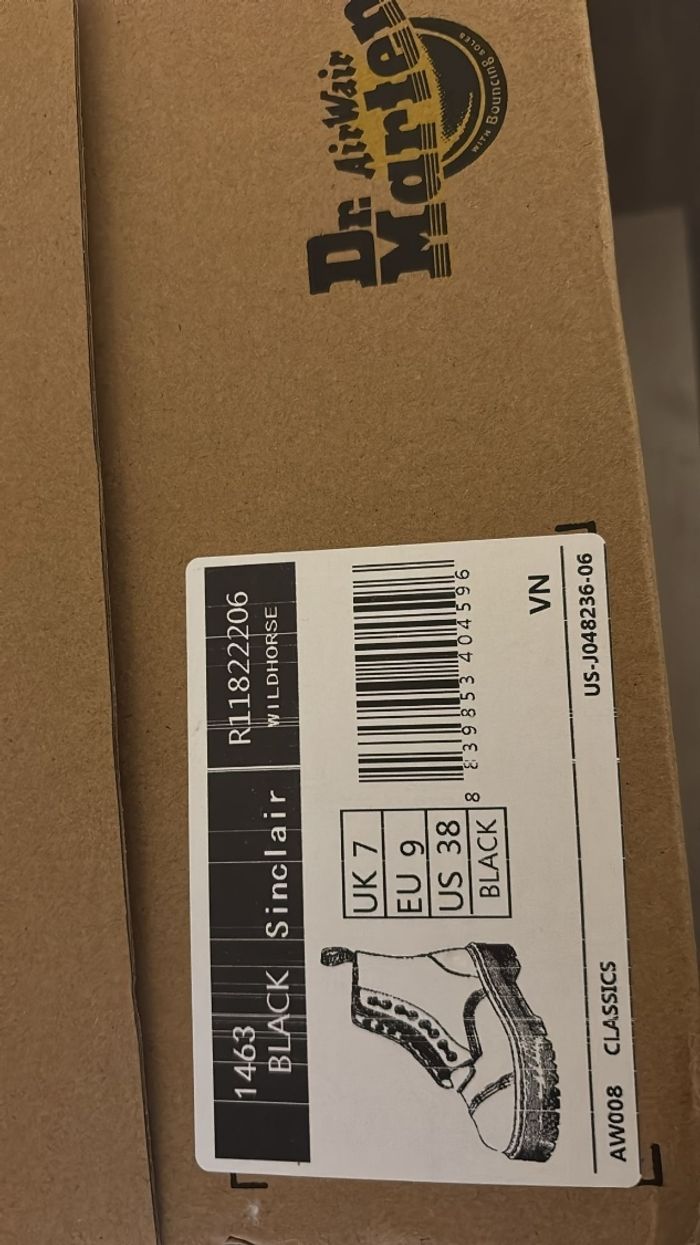 Dr. AirWair
Marten
WITH Bouncing SOLES
1463
BLACK Sinclair
R11822206
WILDHORSE
UK 7
EU 9
US 38
BLACK
8 839853 404596
VN
AW008 CLASSICS
US-J048236-06